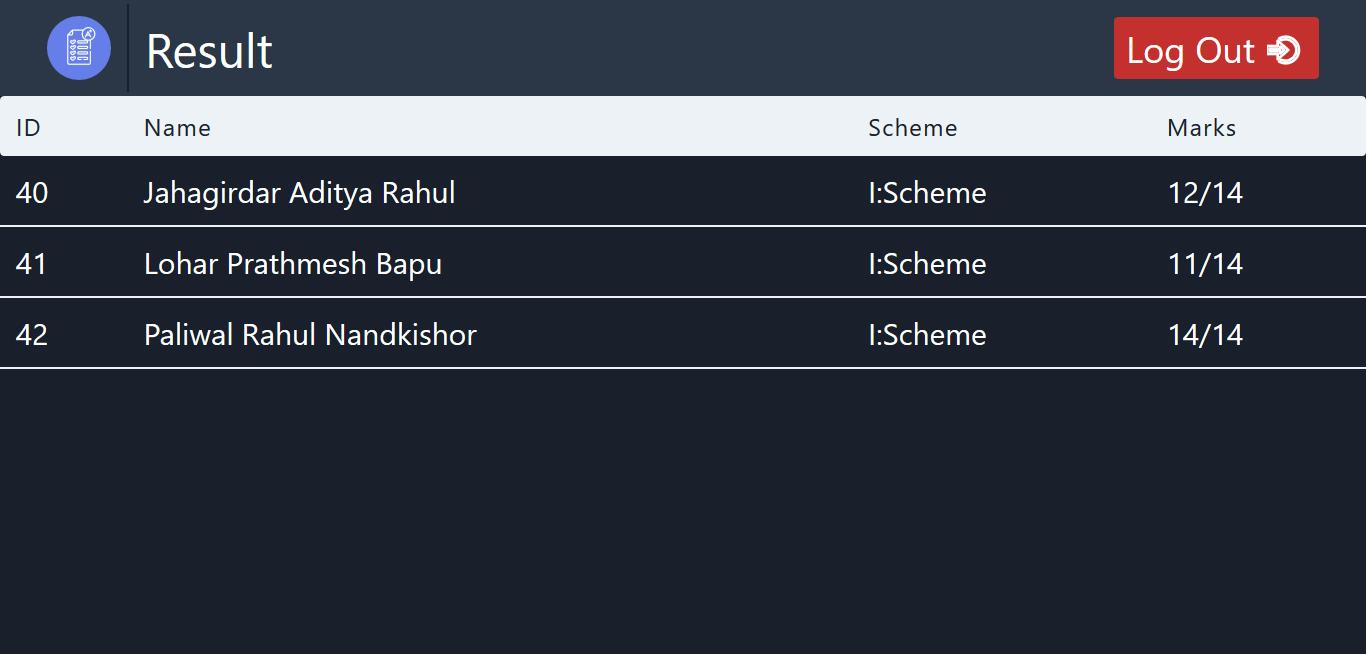 Result
Log Out
ID Name Scheme Marks
40 Jahagirdar Aditya Rahul I:Scheme 12/14
41 Lohar Prathmesh Bapu I:Scheme 11/14
42 Paliwal Rahul Nandkishor I:Scheme 14/14